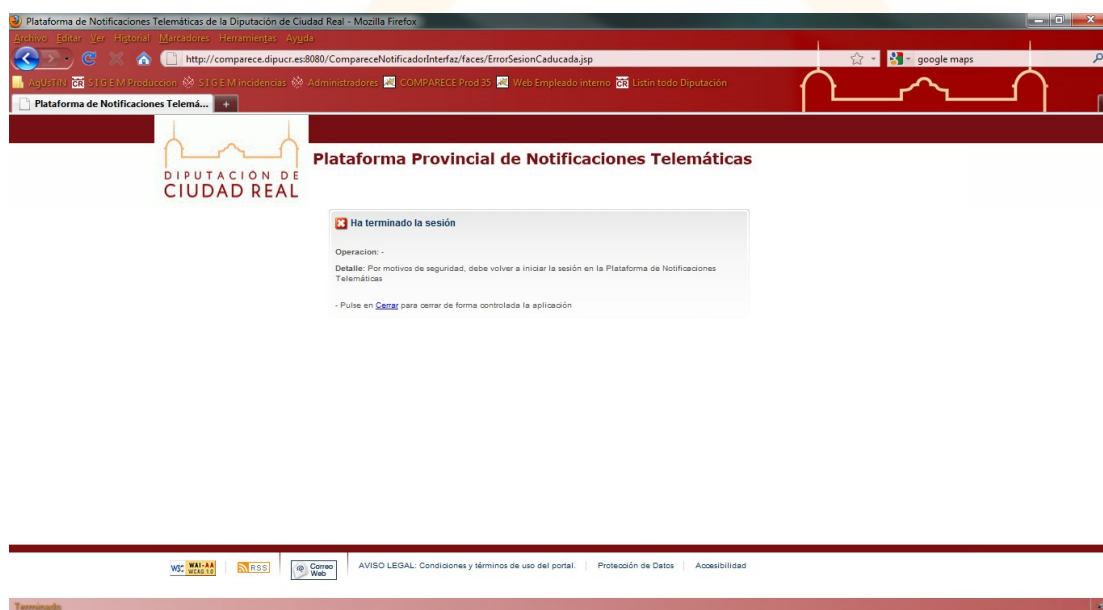 Plataforma de Notificaciones Telemáticas de la Diputación de Ciudad Real - Mozilla Firefox
Archivo Editar Ver Historial Marcadores Herramientas Ayuda
http://comparece.dipucr.es:8080/CompareceNotificadorInterfaz/faces/ErrorSesionCaducada.jsp
google maps
AgUsTiN SIGEM Produccion SIGEM incidencias Administradores COMPARECE Prod 35 Web Empleado interno CR Listin todo Diputación
Plataforma de Notificaciones Telemá...
DIPUTACIÓN DE
CIUDAD REAL
Plataforma Provincial de Notificaciones Telemáticas
Ha terminado la sesión
Operacion: -
Detalle: Por motivos de seguridad, debe volver a iniciar la sesión en la Plataforma de Notificaciones
Telemáticas
- Pulse en Cerrar para cerrar de forma controlada la aplicación
W3C WAI-AA WCAG 1.0
RSS
Correo Web
AVISO LEGAL: Condiciones y términos de uso del portal. Protección de Datos Accesibilidad
Terminado